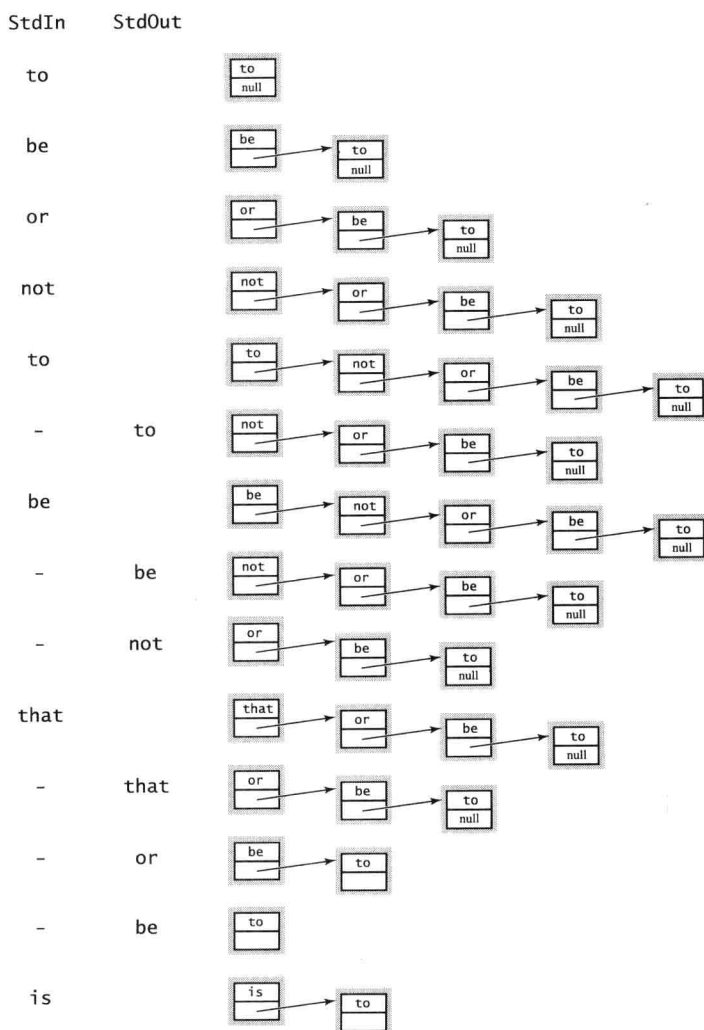 StdIn StdOut
to to
null
be be to
null
or or be to
null
not not or be to
null
to to not or be to
null
- to not or be to
null
be be not or be to
null
- be not or be to
null
- not or be to
null
that that or be to
null
- that or be to
null
- or be to
- be to
is is to